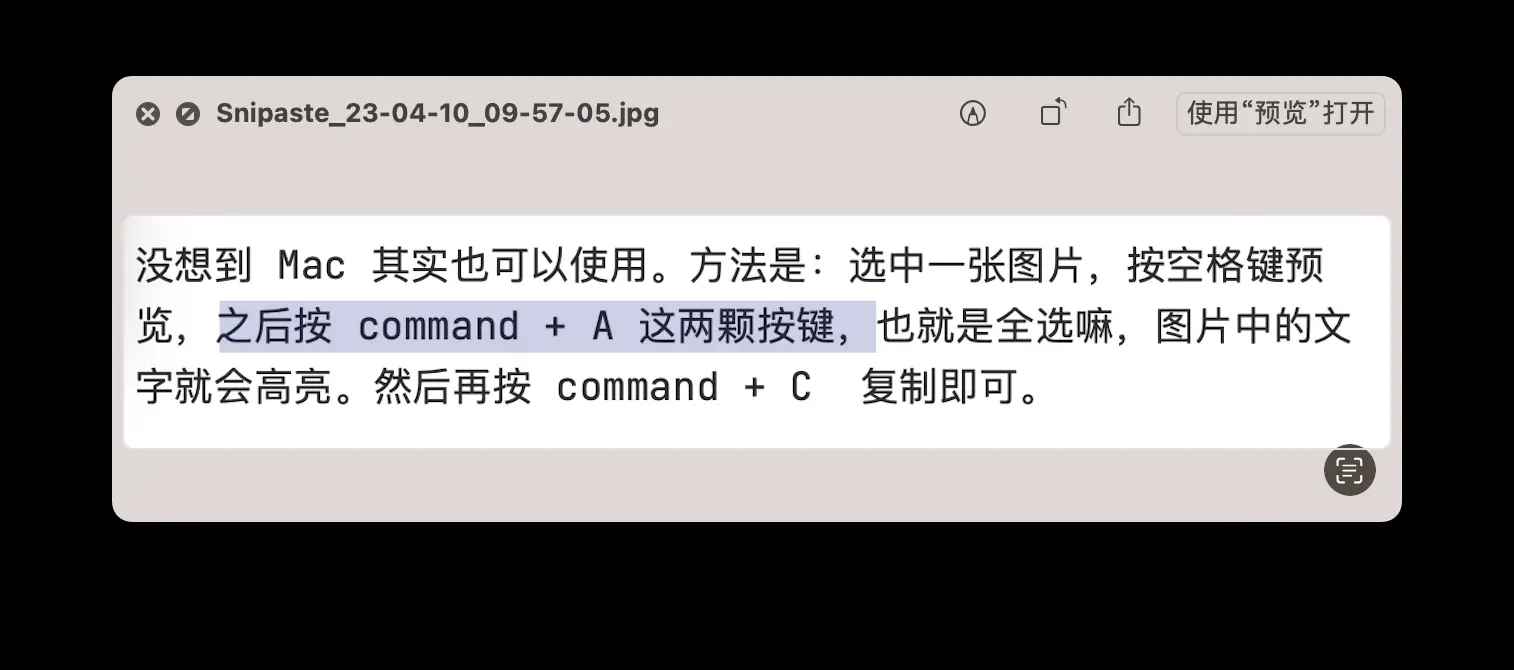 Snipaste_23-04-10_09-57-05.jpg 使用“预览”打开
没想到 Mac 其实也可以使用。方法是：选中一张图片，按空格键预
览，之后按 command + A 这两颗按键，也就是全选嘛，图片中的文
字就会高亮。然后再按 command + C  复制即可。